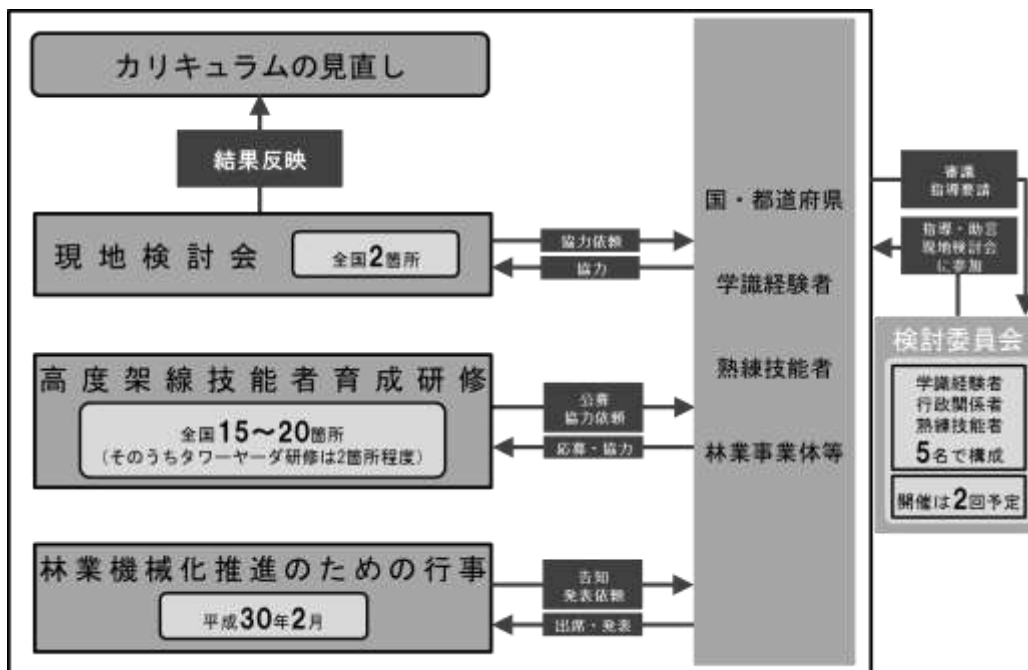 カリキュラムの見直し
結果反映
現地検討会
全国2箇所
協力依頼
協力
高度架線技能者育成研修
全国15〜20箇所
(そのうちタワーヤーダ研修は2箇所程度)
公募
協力依頼
応募・協力
林業機械化推進のための行事
平成30年2月
告知
発表依頼
出席・発表
国・都道府県
学識経験者
熟練技能者
林業事業体等
審議
指導要請
指導・助言
現地検討会
に参加
検討委員会
学識経験者
行政関係者
熟練技能者
5名で構成
開催は2回予定